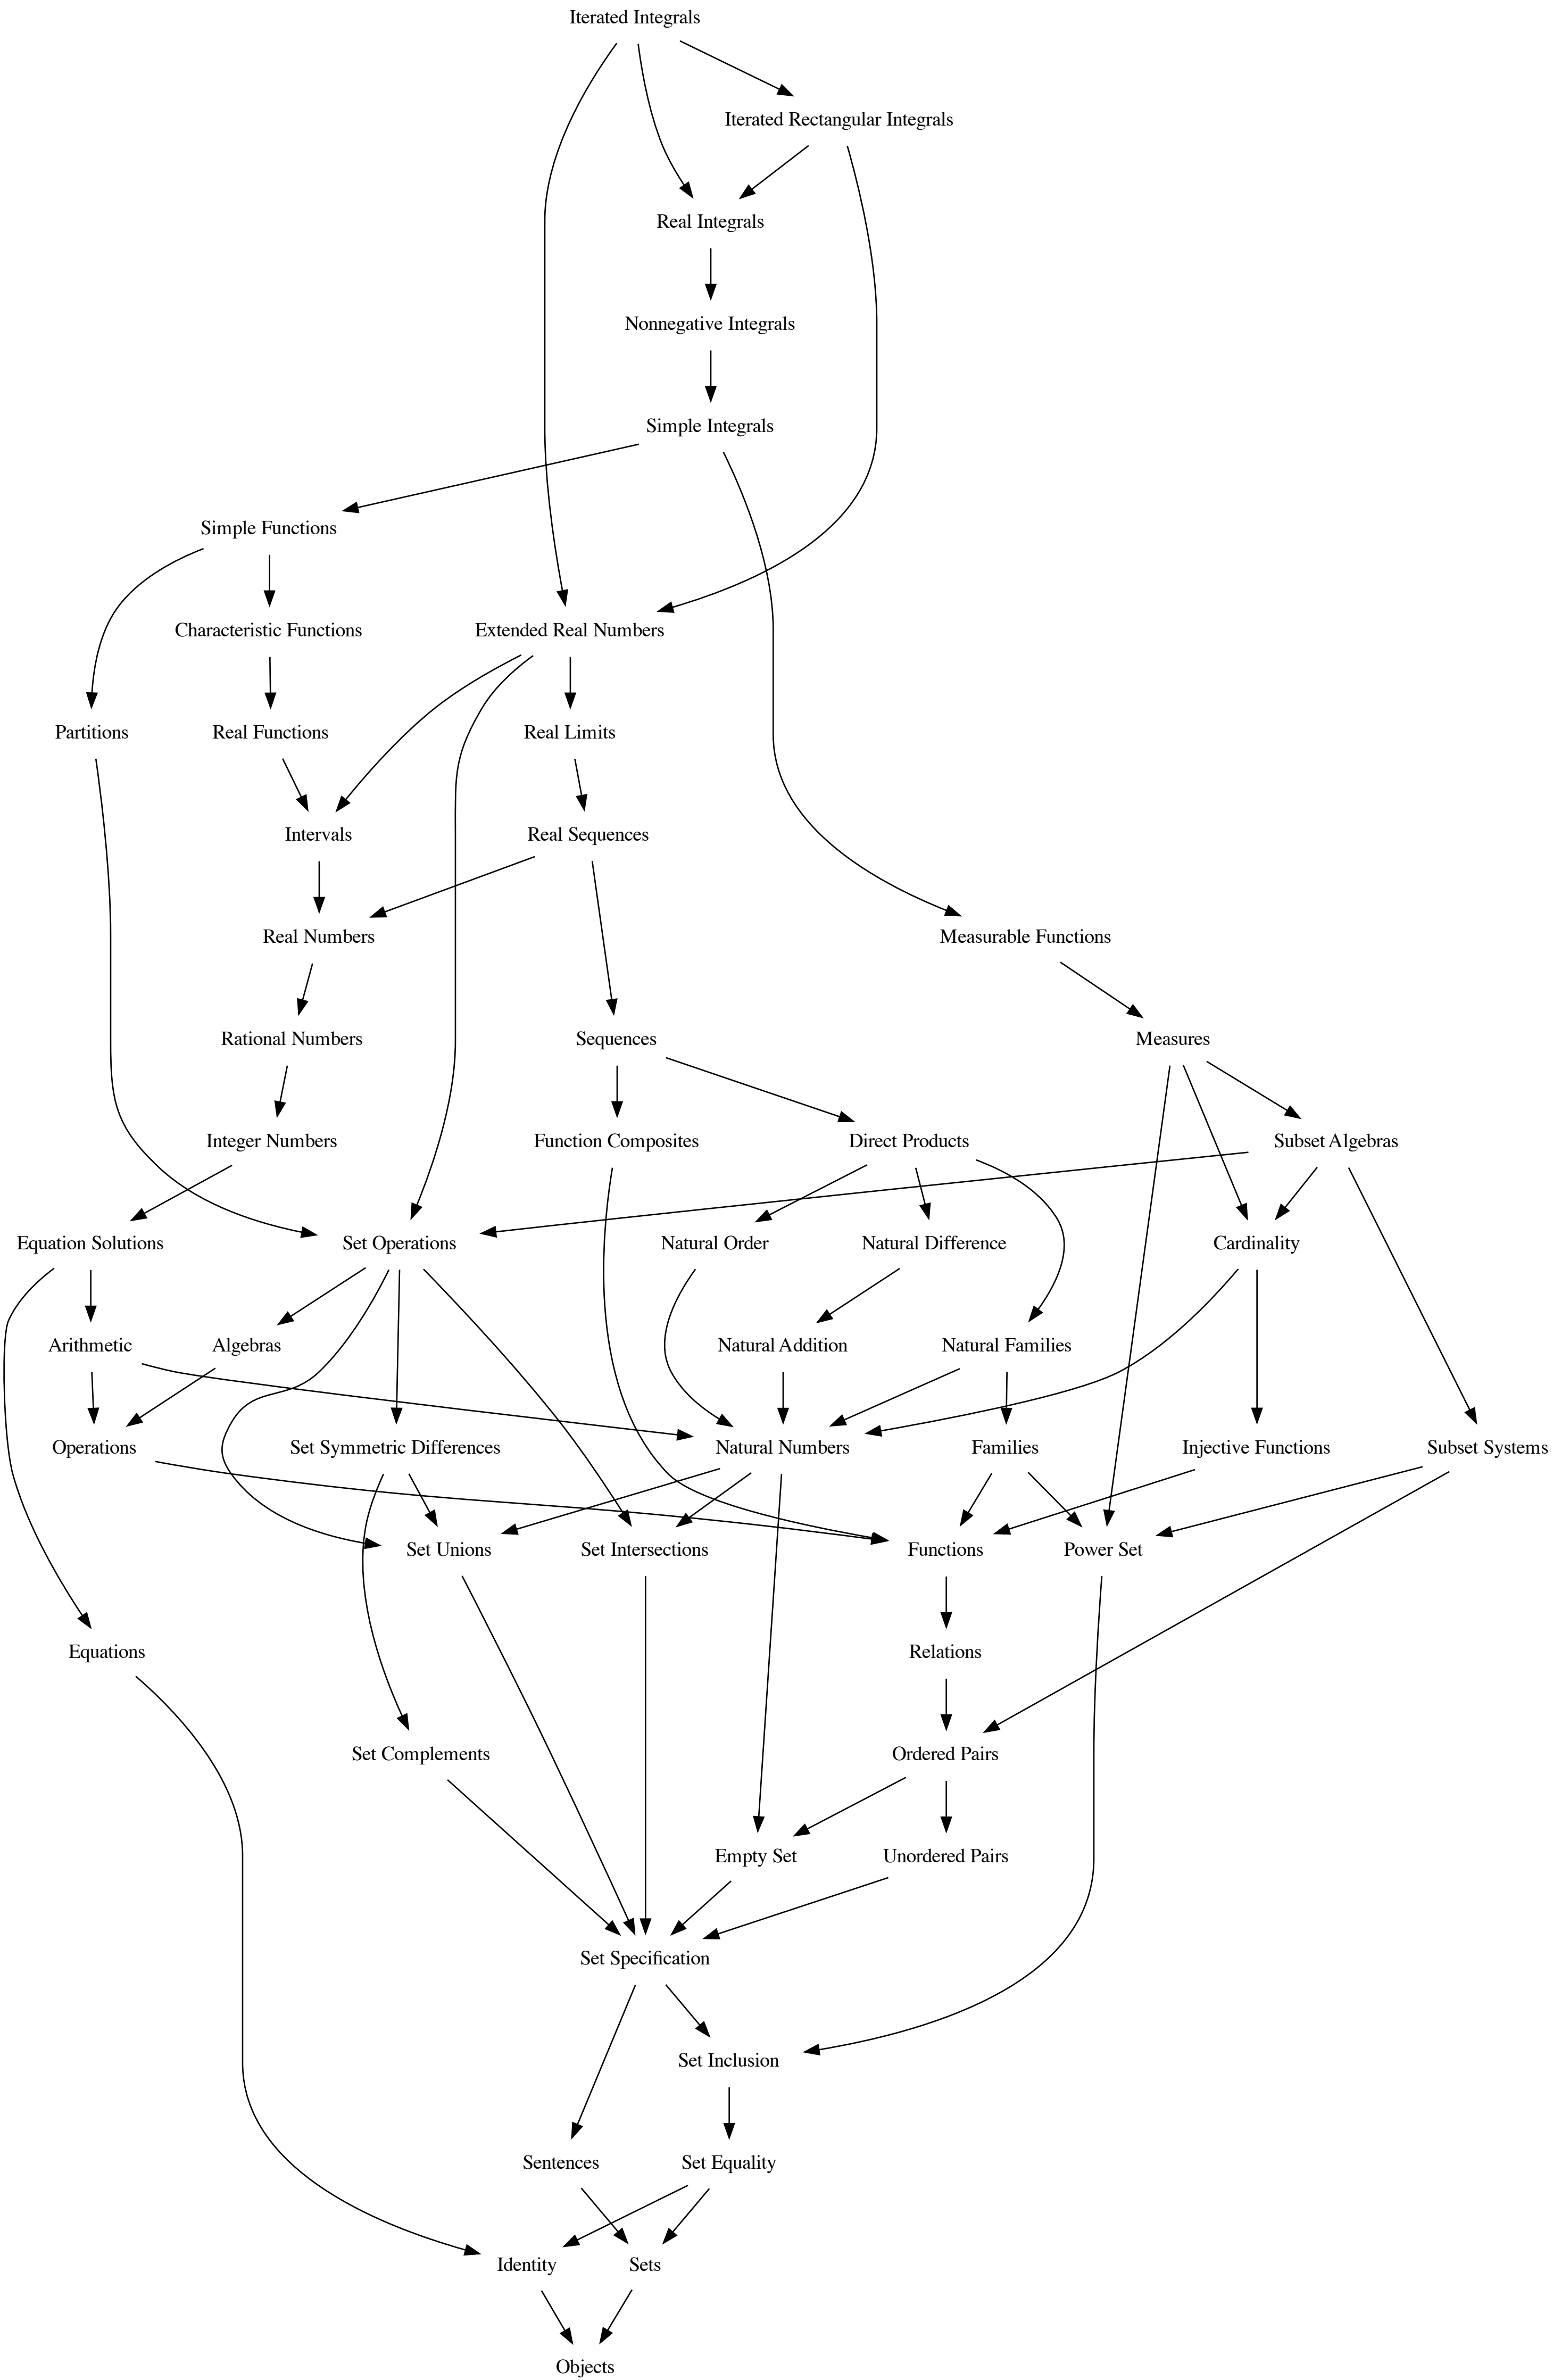 Iterated Integrals
Iterated Rectangular Integrals
Real Integrals
Nonnegative Integrals
Simple Integrals
Simple Functions
Characteristic Functions
Extended Real Numbers
Partitions
Real Functions
Real Limits
Intervals
Real Sequences
Real Numbers
Measurable Functions
Rational Numbers
Sequences
Measures
Integer Numbers
Function Composites
Direct Products
Subset Algebras
Equation Solutions
Set Operations
Natural Order
Natural Difference
Cardinality
Arithmetic
Algebras
Natural Addition
Natural Families
Operations
Set Symmetric Differences
Natural Numbers
Families
Injective Functions
Subset Systems
Set Unions
Set Intersections
Functions
Power Set
Equations
Relations
Set Complements
Ordered Pairs
Empty Set
Unordered Pairs
Set Specification
Set Inclusion
Sentences
Set Equality
Identity
Sets
Objects